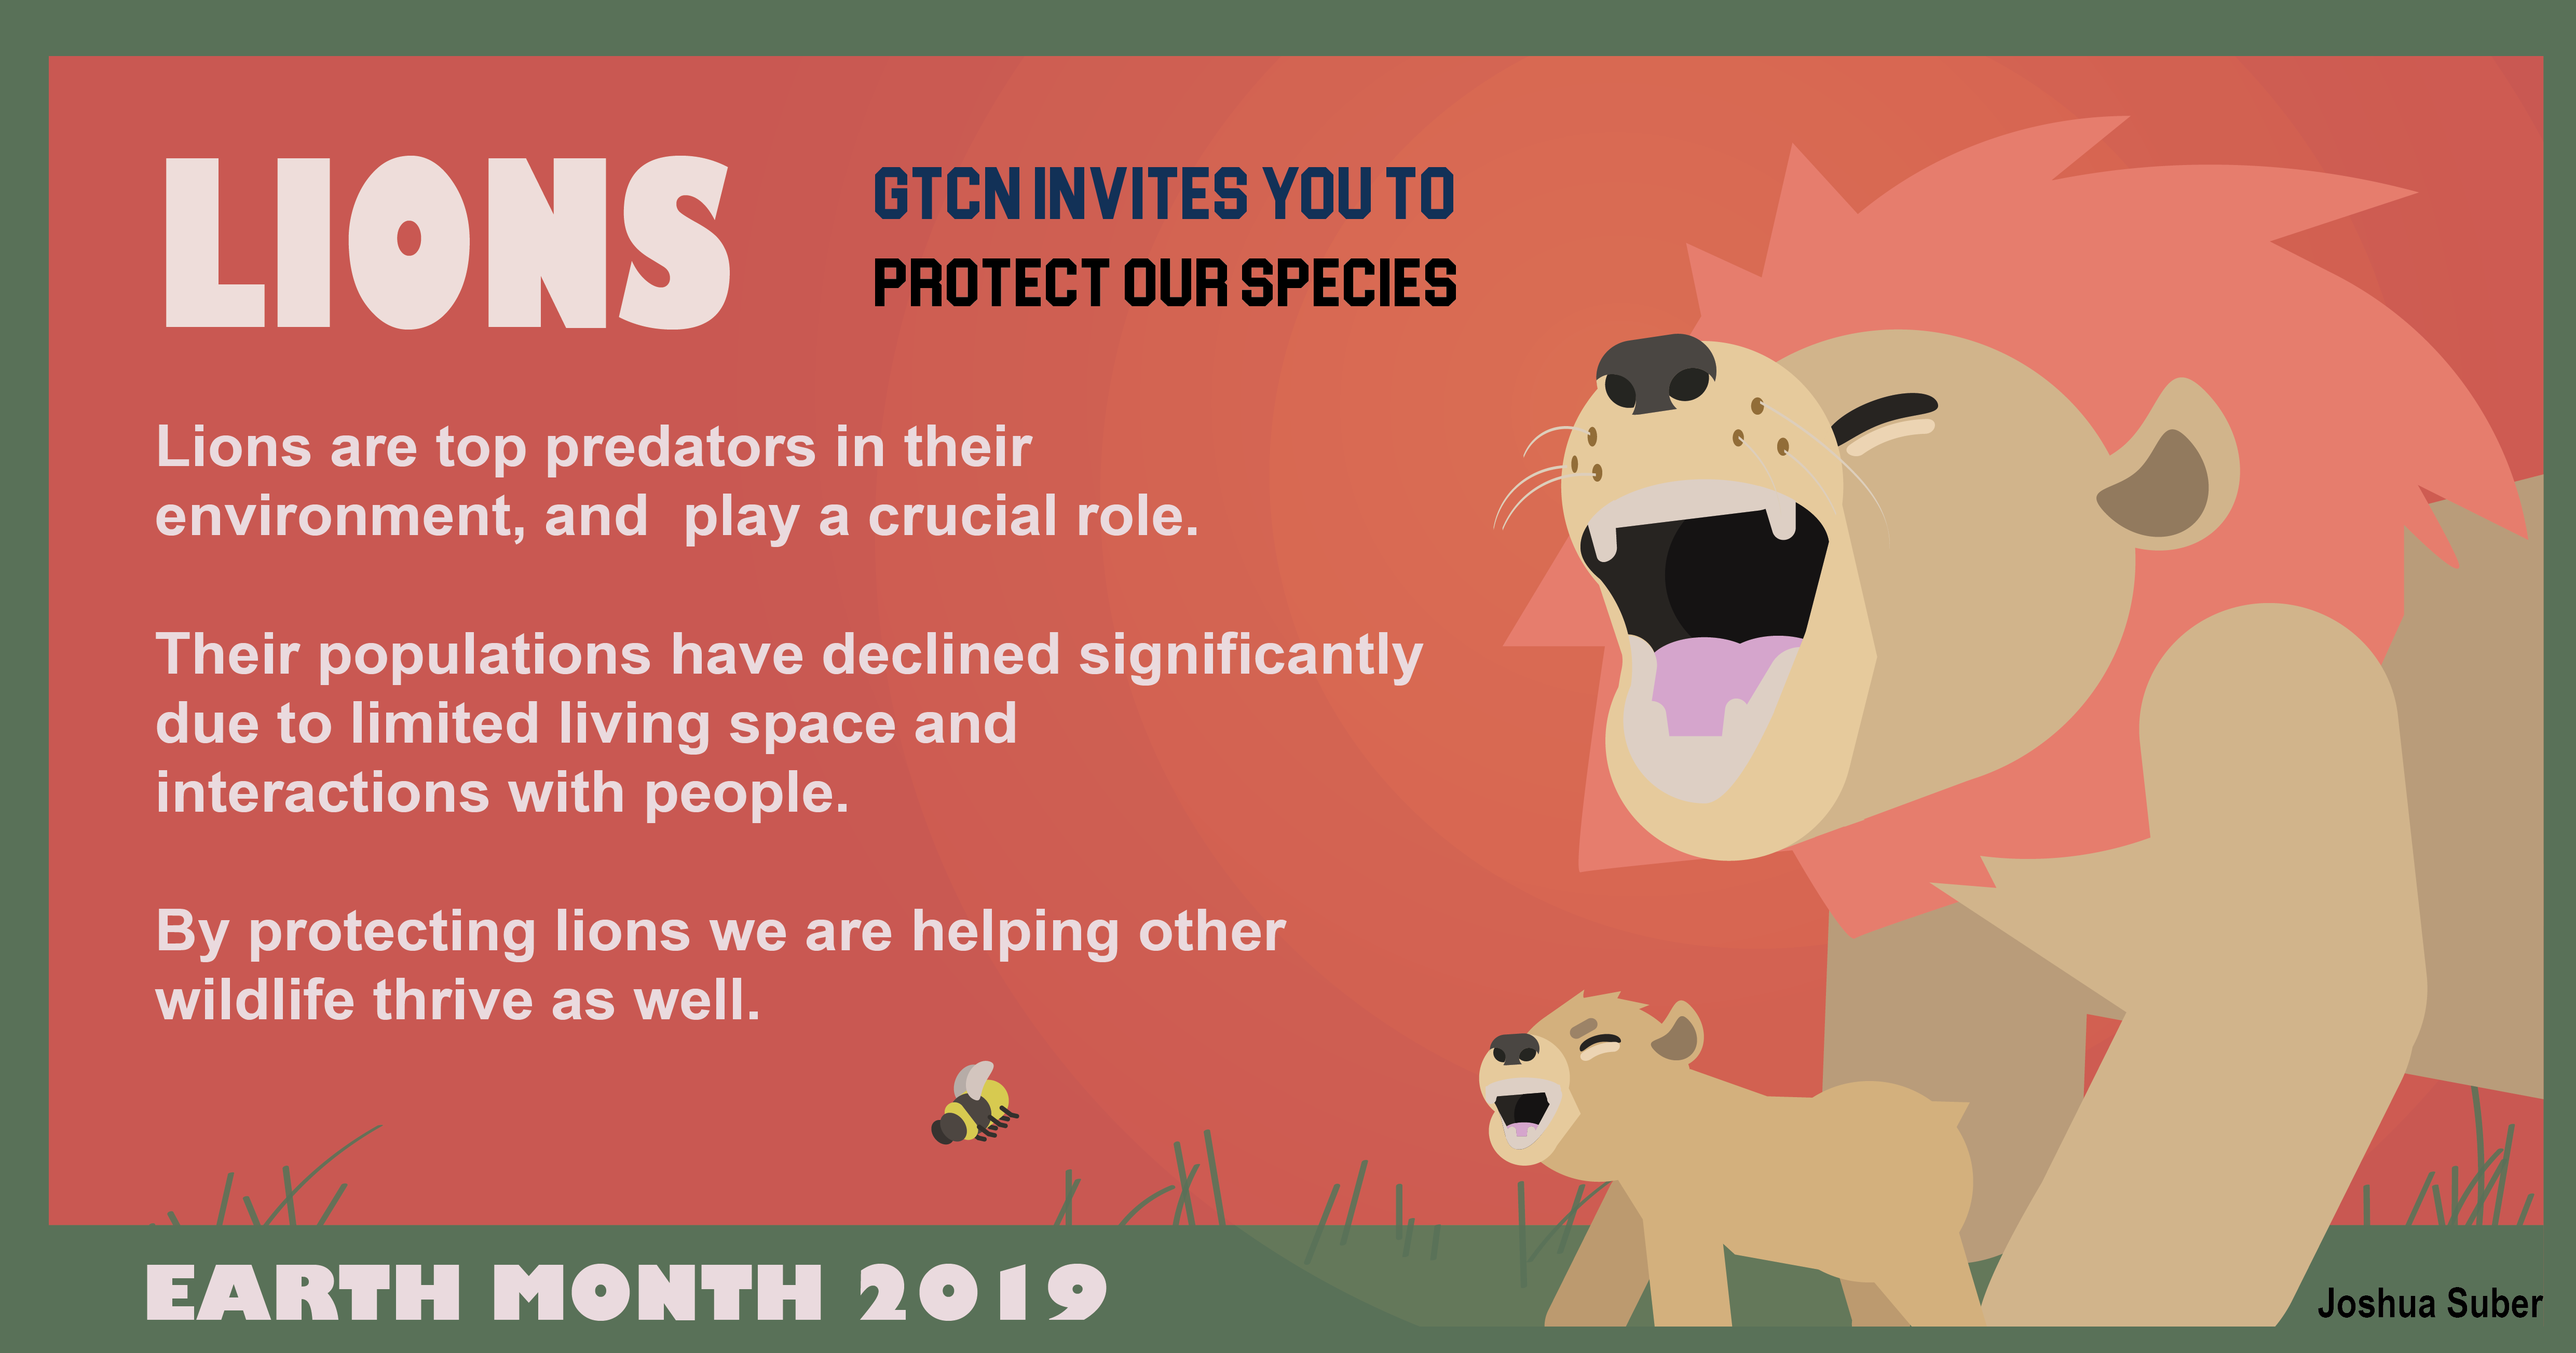 LIONS
GTCN INVITES YOU TO
PROTECT OUR SPECIES
Lions are top predators in their
environment, and  play a crucial role.
Their populations have declined significantly
due to limited living space and
interactions with people.
By protecting lions we are helping other
wildlife thrive as well.
EARTH MONTH 2019
Joshua Suber